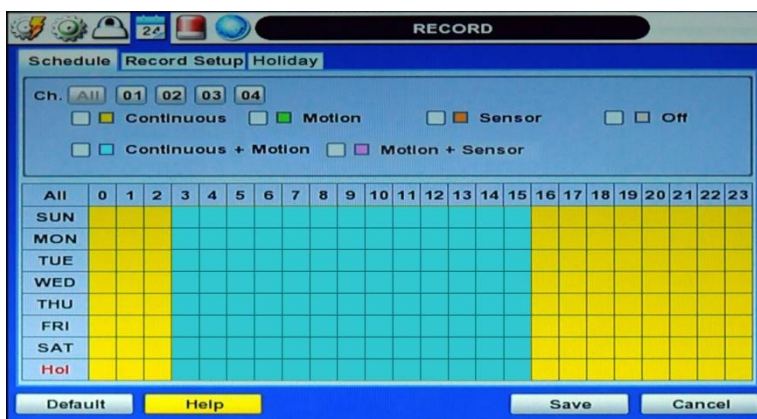 24
RECORD
Schedule Record Setup Holiday
Ch. All 01 02 03 04
Continuous Motion Sensor Off
Continuous + Motion Motion + Sensor
All 0 1 2 3 4 5 6 7 8 9 10 11 12 13 14 15 16 17 18 19 20 21 22 23
SUN
MON
TUE
WED
THU
FRI
SAT
Hol
Default Help Save Cancel